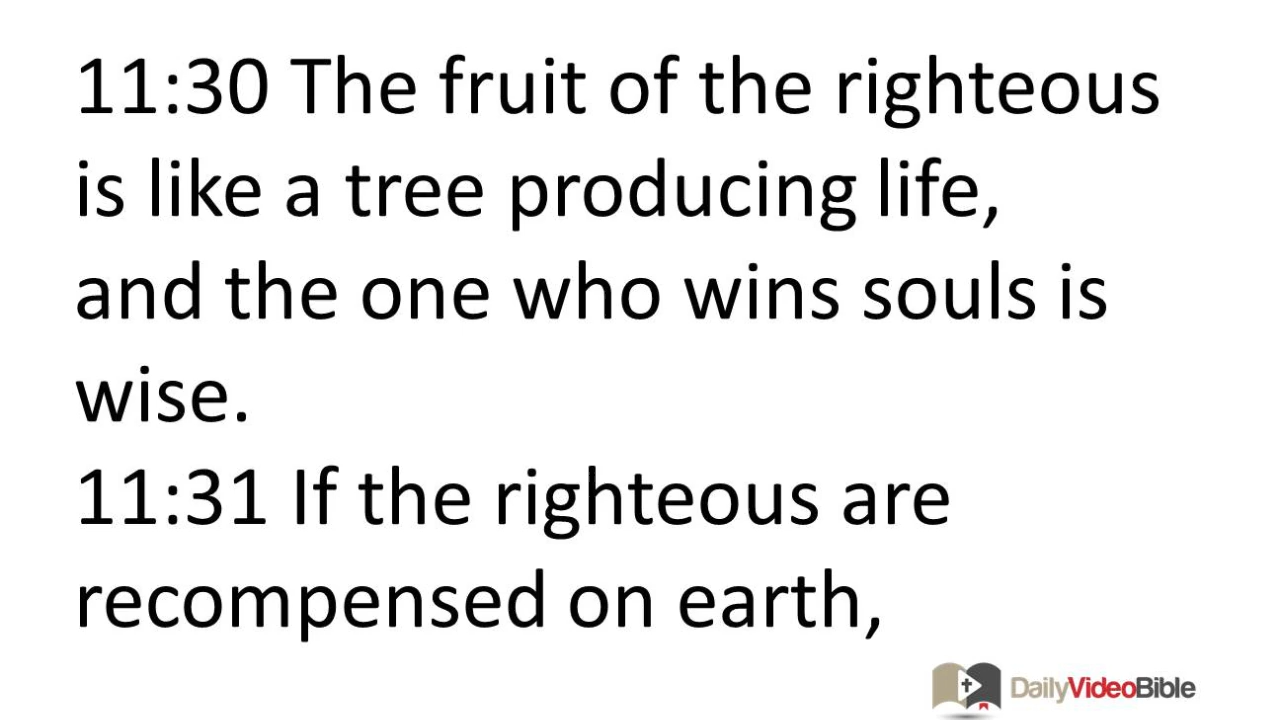 11:30 The fruit of the righteous
is like a tree producing life,
and the one who wins souls is
wise.
11:31 If the righteous are
recompensed on earth,
DailyVideoBible